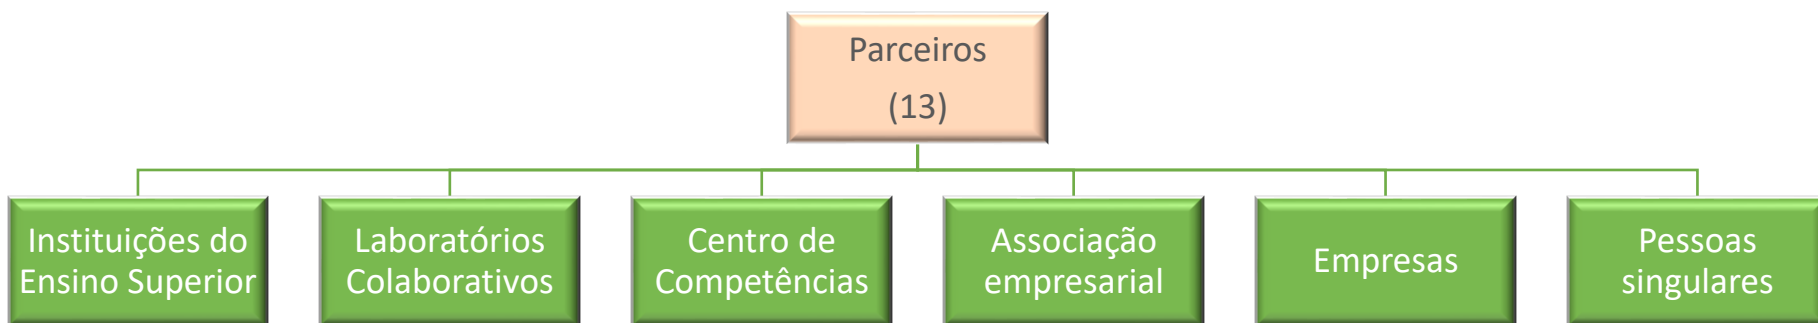 Parceiros
(13)
Instituições do
Ensino Superior
Laboratórios
Colaborativos
Centro de
Competências
Associação
empresarial
Empresas
Pessoas
singulares